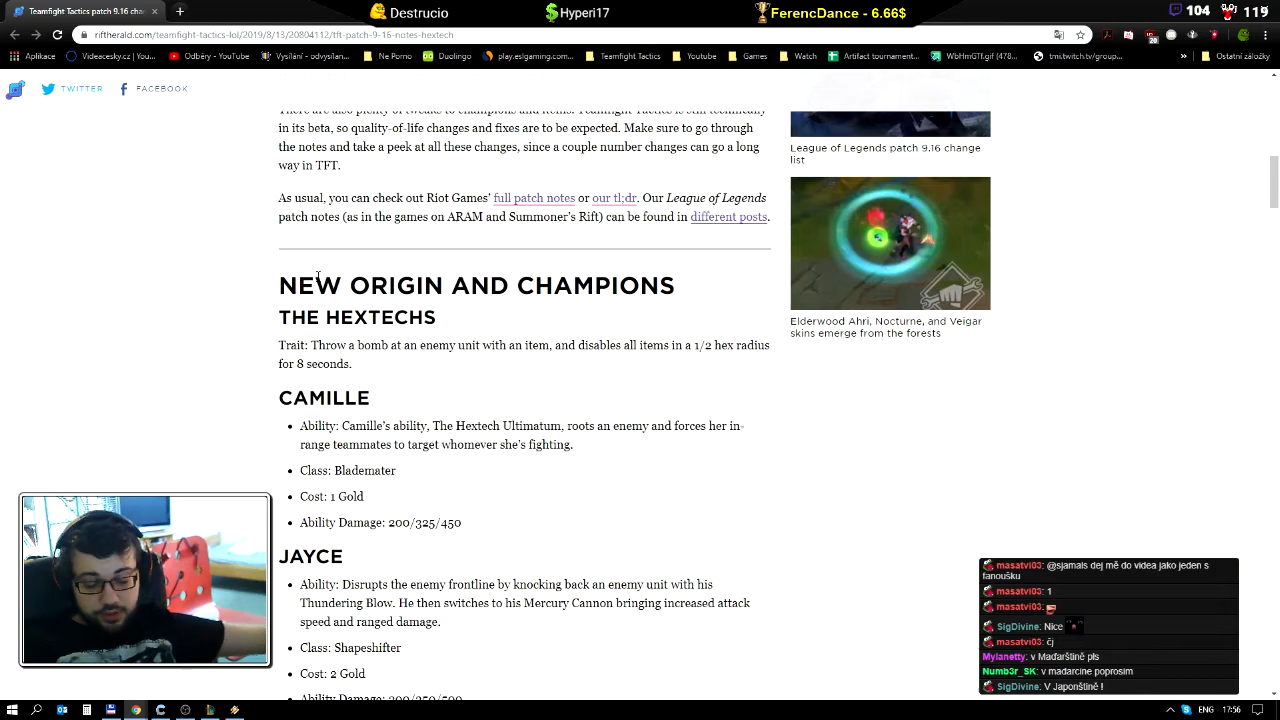 Destrucio
Hyperi17
FerencDance - 6.66$
104
119
Teamfight Tactics patch 9.16 cha
riftherald.com/teamfight-tactics-lol/2019/8/13/20804112/tft-patch-9-16-notes-hextech
Aplikace
Videacesky.cz | You...
Odběry - YouTube
Vysílání - odvysílan...
Ne Porno
Duolingo
play.eslgaming.com...
Teamfight Tactics
Youtube
Games
Watch
Artifact tournament...
WbHmGTf.gif (478...
tmi.twitch.tv/group...
»
Ostatní záložky
TWITTER
FACEBOOK
There are also plenty of tweaks to champions and items. Teamfight Tactics is still technically
in its beta, so quality-of-life changes and fixes are to be expected. Make sure to go through
the notes and take a peek at all these changes, since a couple number changes can go a long
way in TFT.
As usual, you can check out Riot Games' full patch notes or our tl;dr. Our League of Legends
patch notes (as in the games on ARAM and Summoner's Rift) can be found in different posts.
League of Legends patch 9.16 change
list
Elderwood Ahri, Nocturne, and Veigar
skins emerge from the forests
NEW ORIGIN AND CHAMPIONS
THE HEXTECHS
Trait: Throw a bomb at an enemy unit with an item, and disables all items in a 1/2 hex radius
for 8 seconds.
CAMILLE
• Ability: Camille's ability, The Hextech Ultimatum, roots an enemy and forces her in-
range teammates to target whomever she's fighting.
• Class: Blademater
• Cost: 1 Gold
• Ability Damage: 200/325/450
JAYCE
• Ability: Disrupts the enemy frontline by knocking back an enemy unit with his
Thundering Blow. He then switches to his Mercury Cannon bringing increased attack
speed and ranged damage.
• Class:Shapeshifter
• Cost: 2 Gold
• Ability Damage: 200/350/500
masatvi03: @sjamals dej mě do videa jako jeden s
fanoušku
masatvi03: 1
masatvi03:
SigDivine: Nice
masatvi03: čj
Mylanetty: v Maďarštině pls
Numb3r_SK: v madarcine poprosim
SigDivine: V Japonštině !
ENG
17:56